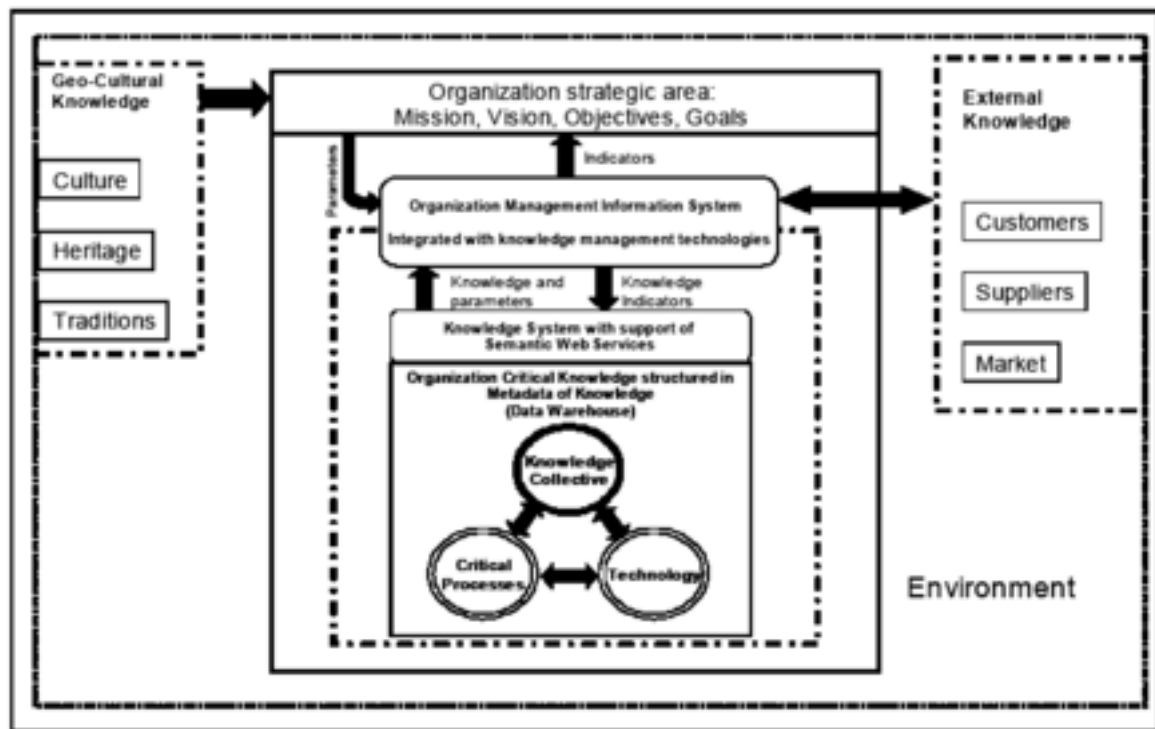 Geo-Cultural
Knowledge
Culture
Heritage
Traditions
Organization strategic area:
Mission, Vision, Objectives, Goals
Parameters
Indicators
Organization Management Information System
Integrated with knowledge management technologies
Knowledge and
parameters
Knowledge
Indicators
Knowledge System with support of
Semantic Web Services
Organization Critical Knowledge structured in
Metadata of Knowledge
(Data Warehouse)
Knowledge
Collective
Critical
Processes
Technology
External
Knowledge
Customers
Suppliers
Market
Environment